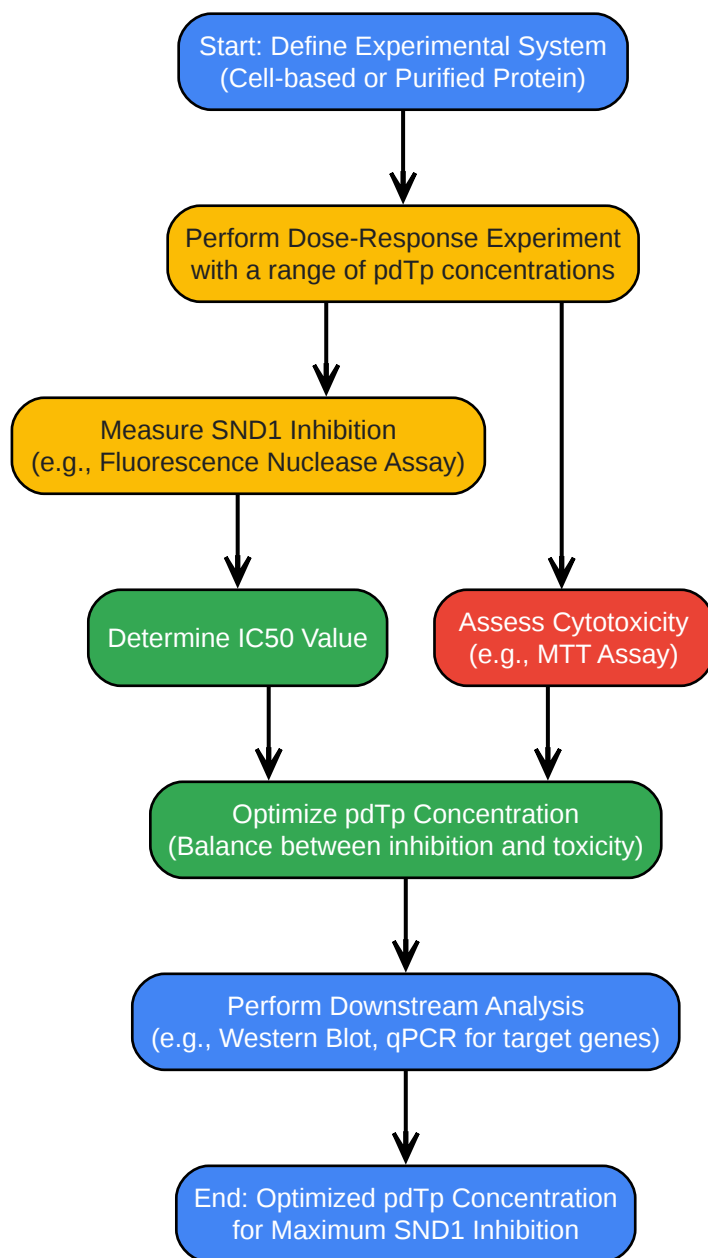 Start: Define Experimental System
(Cell-based or Purified Protein)
Perform Dose-Response Experiment
with a range of pdTp concentrations
Measure SND1 Inhibition
(e.g., Fluorescence Nuclease Assay)
Determine IC50 Value
Assess Cytotoxicity
(e.g., MTT Assay)
Optimize pdTp Concentration
(Balance between inhibition and toxicity)
Perform Downstream Analysis
(e.g., Western Blot, qPCR for target genes)
End: Optimized pdTp Concentration
for Maximum SND1 Inhibition